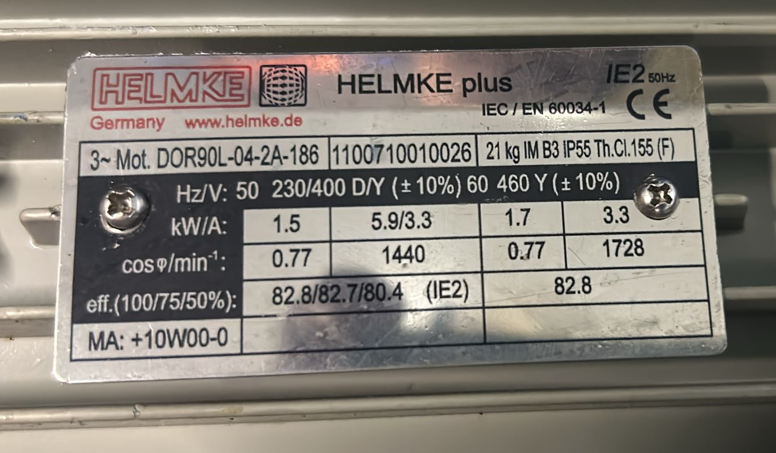 HELMKE HELMKE plus IE2 50Hz
Germany www.helmke.de IEC / EN 60034-1 CE
3~ Mot. DOR90L-04-2A-186 1100710010026 21 kg IM B3 IP55 Th.Cl.155 (F)
Hz/V: 50 230/400 D/Y (±10%) 60 460 Y (±10%)
kW/A: 1.5 5.9/3.3 1.7 3.3
cosφ/min⁻¹: 0.77 1440 0.77 1728
eff.(100/75/50%): 82.8/82.7/80.4 (IE2) 82.8
MA: +10W00-0